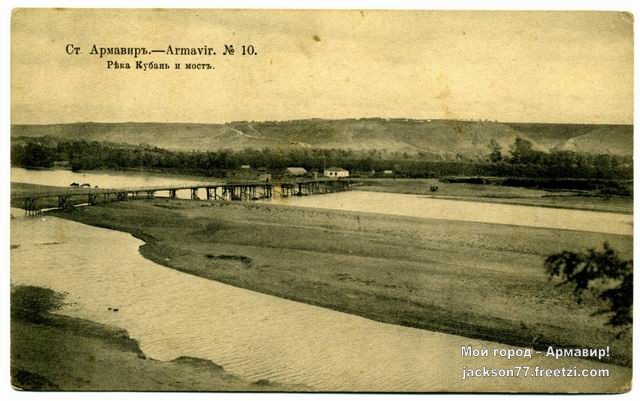 Ст. Армавиръ.—Armavir. № 10.
Рѣка Кубань и мостъ.
Мой город - Армавир!
jackson77.freetzi.com